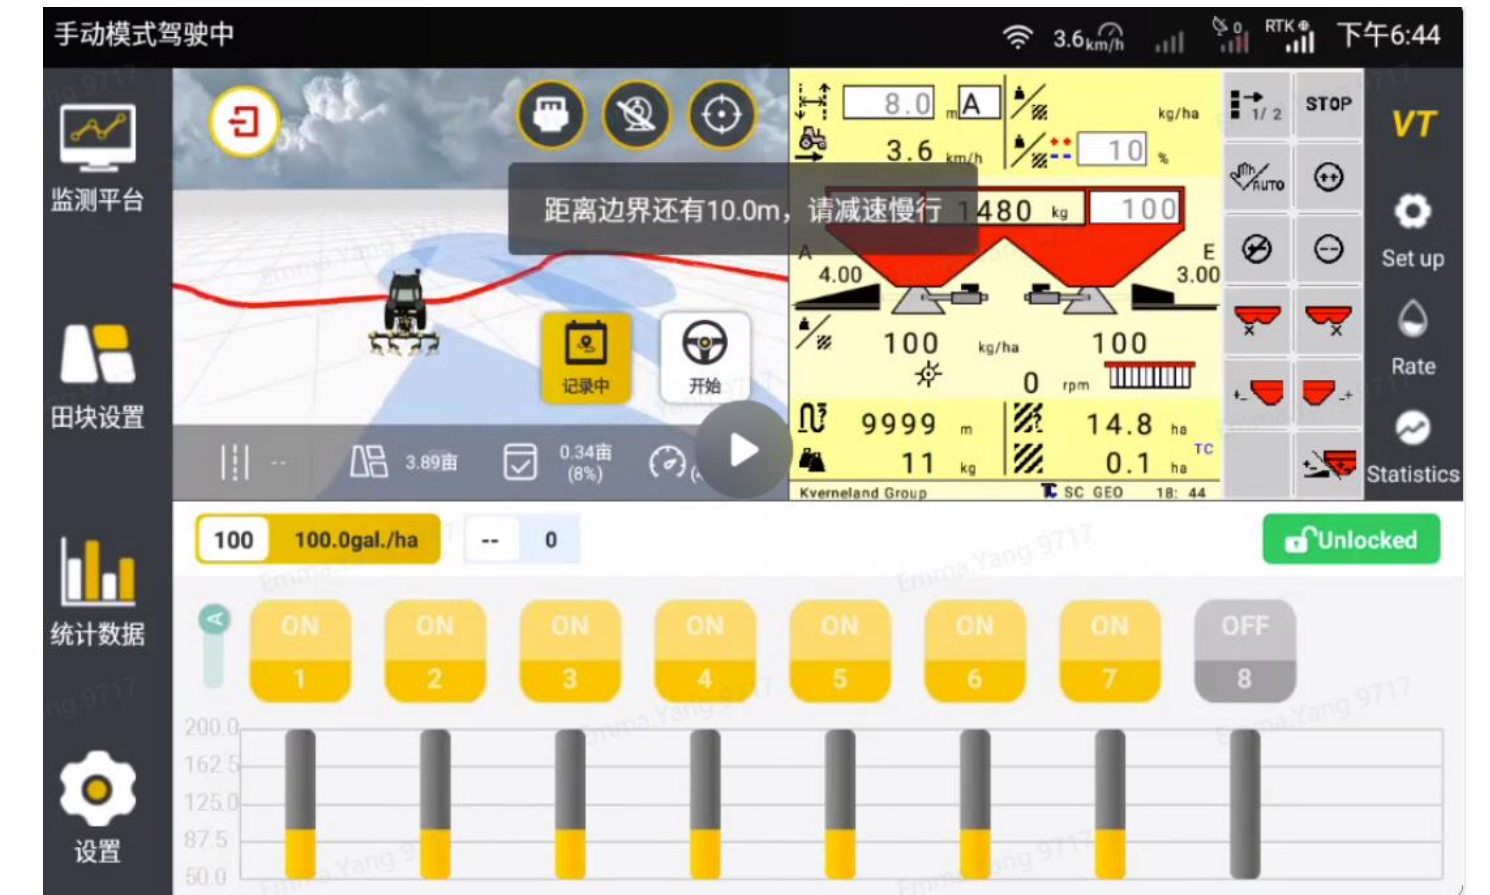 手动模式驾驶中
3.6km/h
0
RTK
下午6:44
监测平台
田块设置
统计数据
设置
距离边界还有10.0m，请减速慢行
记录中
开始
--
3.89亩
0.34亩
(8%)
8.0 m A
kg/ha
3.6 km/h
10 %
1480 kg
100
A
4.00
E
3.00
100 kg/ha 100
0 rpm
9999 m
14.8 ha
11 kg
0.1 ha
TC
Kverneland Group
TC SC GEO
18: 44
1/ 2
STOP
AUTO
VT
Set up
Rate
Statistics
100 100.0gal./ha
-- 0
Unlocked
A
ON ON ON ON ON ON ON OFF
1 2 3 4 5 6 7 8
200.0
162.5
125.0
87.5
50.0
Emma.Yang 9717